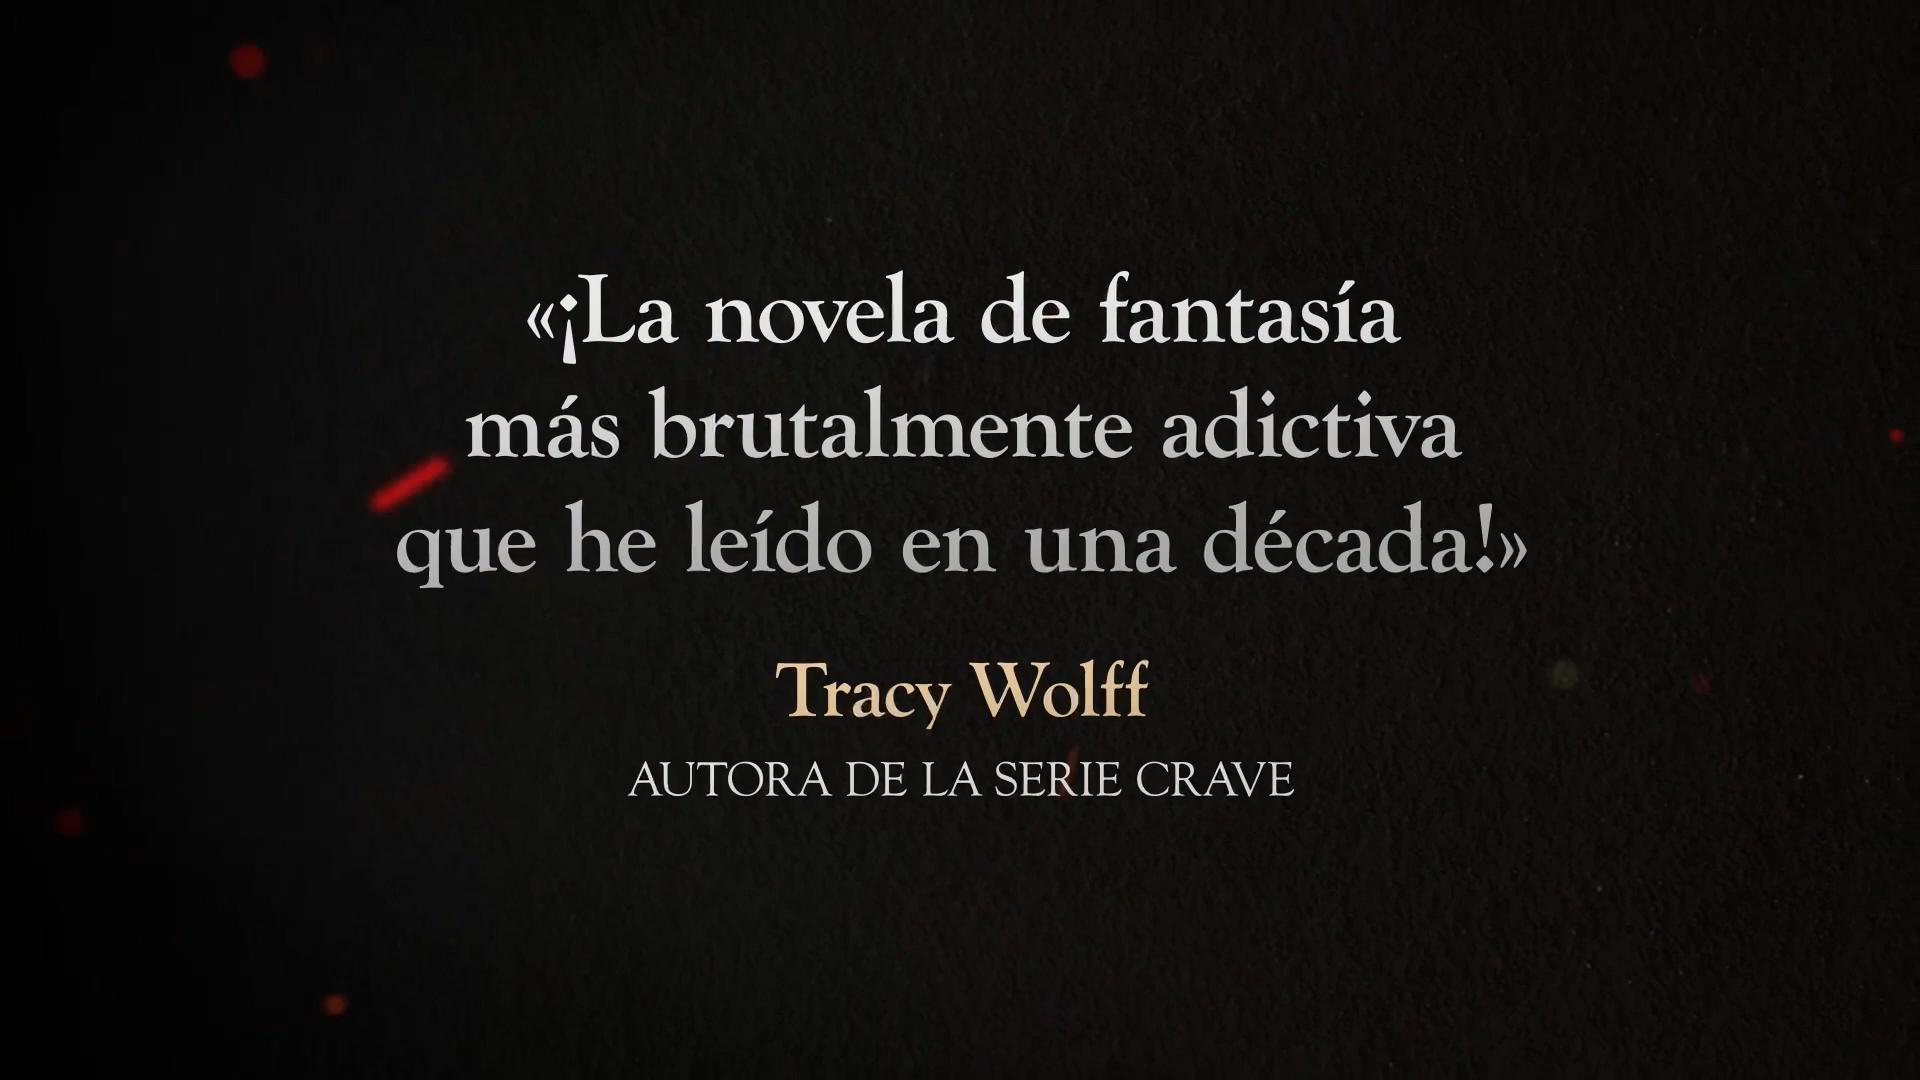 «¡La novela de fantasía
más brutalmente adictiva
que he leído en una década!»
Tracy Wolff
AUTORA DE LA SERIE CRAVE